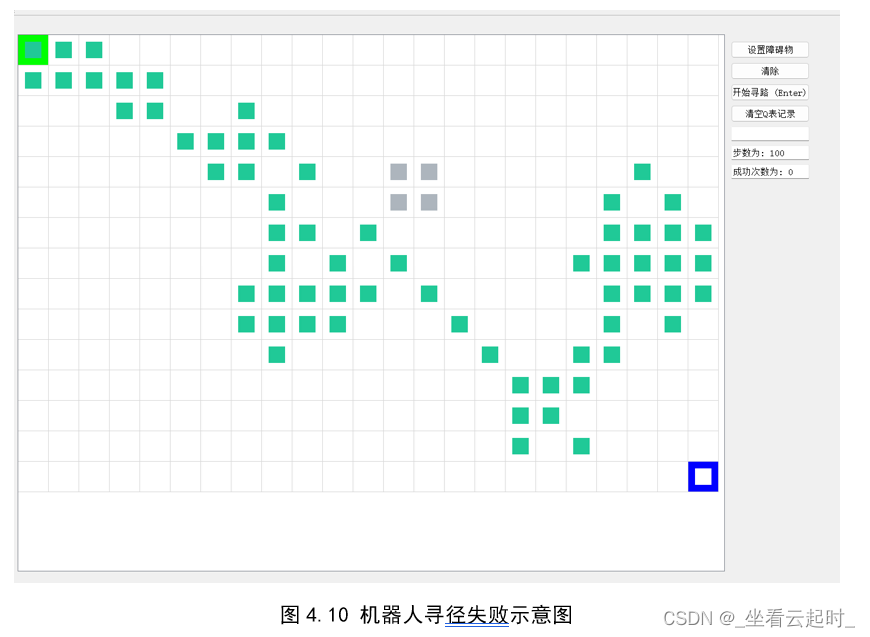 设置障碍物
清除
开始寻路 (Enter)
清空Q表记录
步数为: 100
成功次数为: 0
图 4.10 机器人寻径失败示意图
CSDN @_坐看云起时_